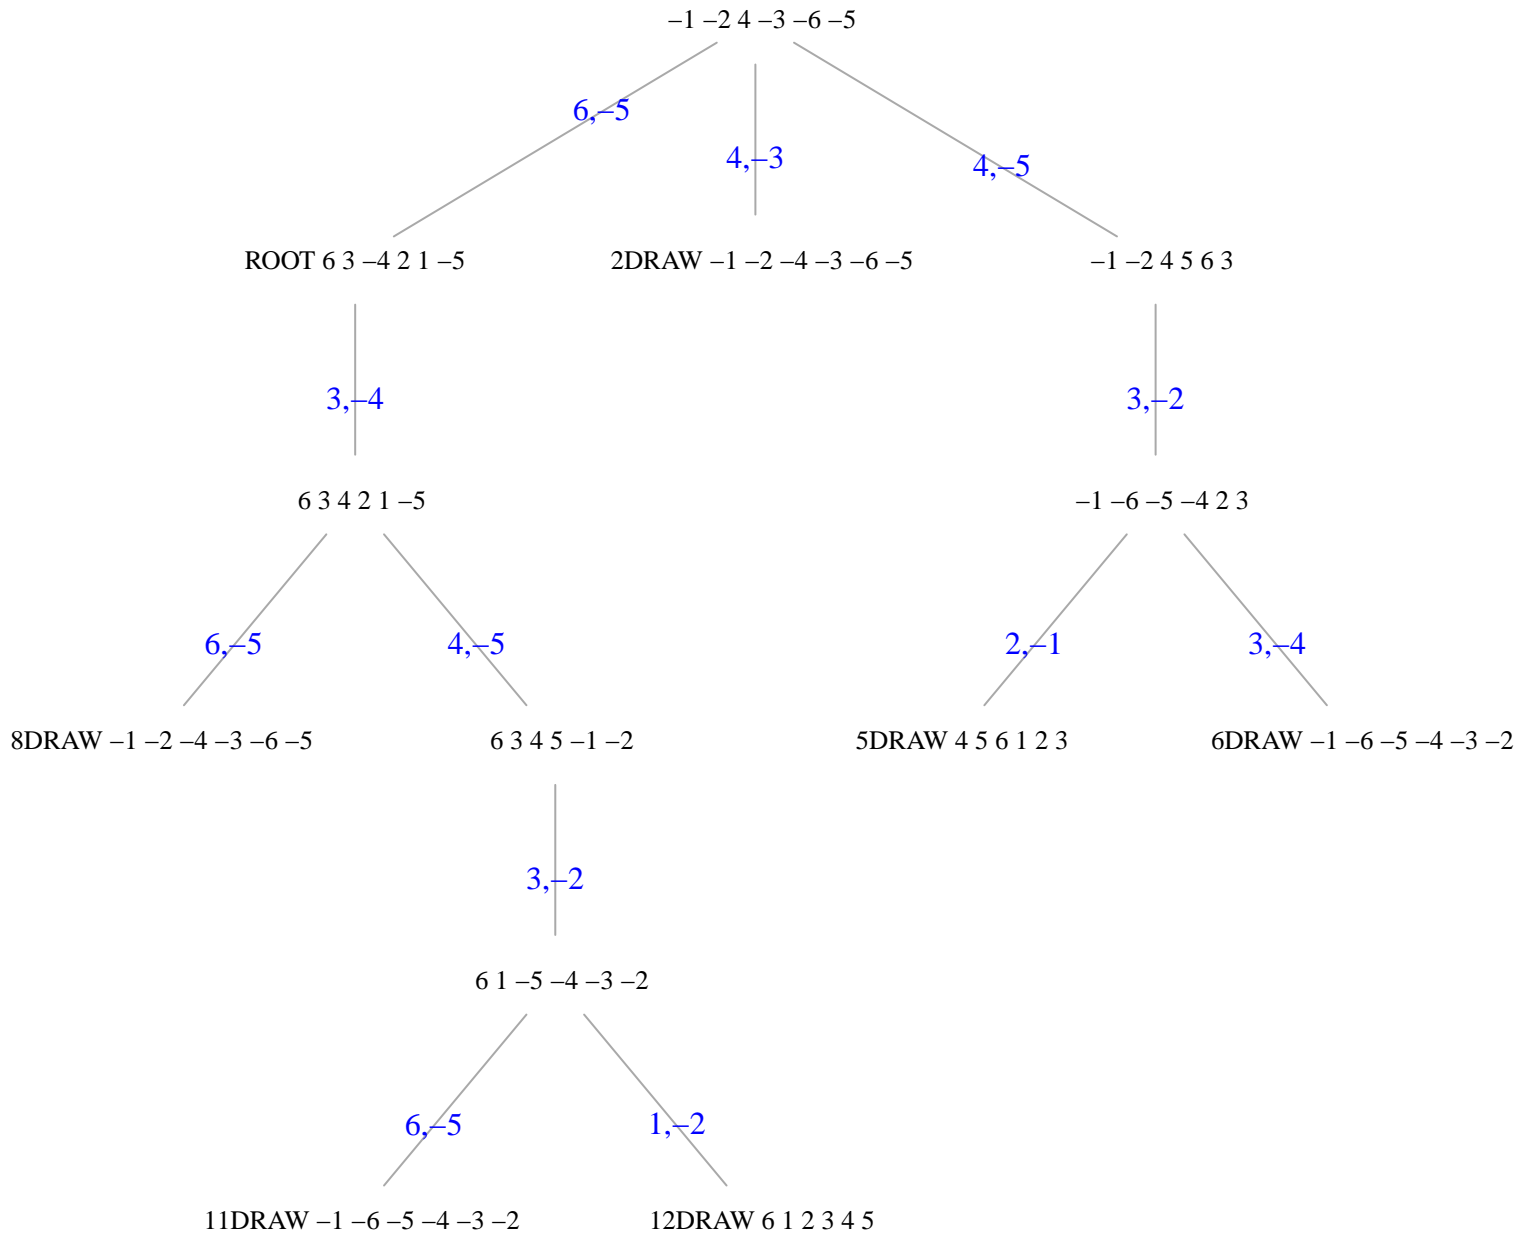 –1 –2 4 –3 –6 –5
6,–5
4,–3
4,–5
ROOT 6 3 –4 2 1 –5
2DRAW –1 –2 –4 –3 –6 –5
–1 –2 4 5 6 3
3,–4
3,–2
6 3 4 2 1 –5
–1 –6 –5 –4 2 3
6,–5
4,–5
2,–1
3,–4
8DRAW –1 –2 –4 –3 –6 –5
6 3 4 5 –1 –2
5DRAW 4 5 6 1 2 3
6DRAW –1 –6 –5 –4 –3 –2
3,–2
6 1 –5 –4 –3 –2
6,–5
1,–2
11DRAW –1 –6 –5 –4 –3 –2
12DRAW 6 1 2 3 4 5